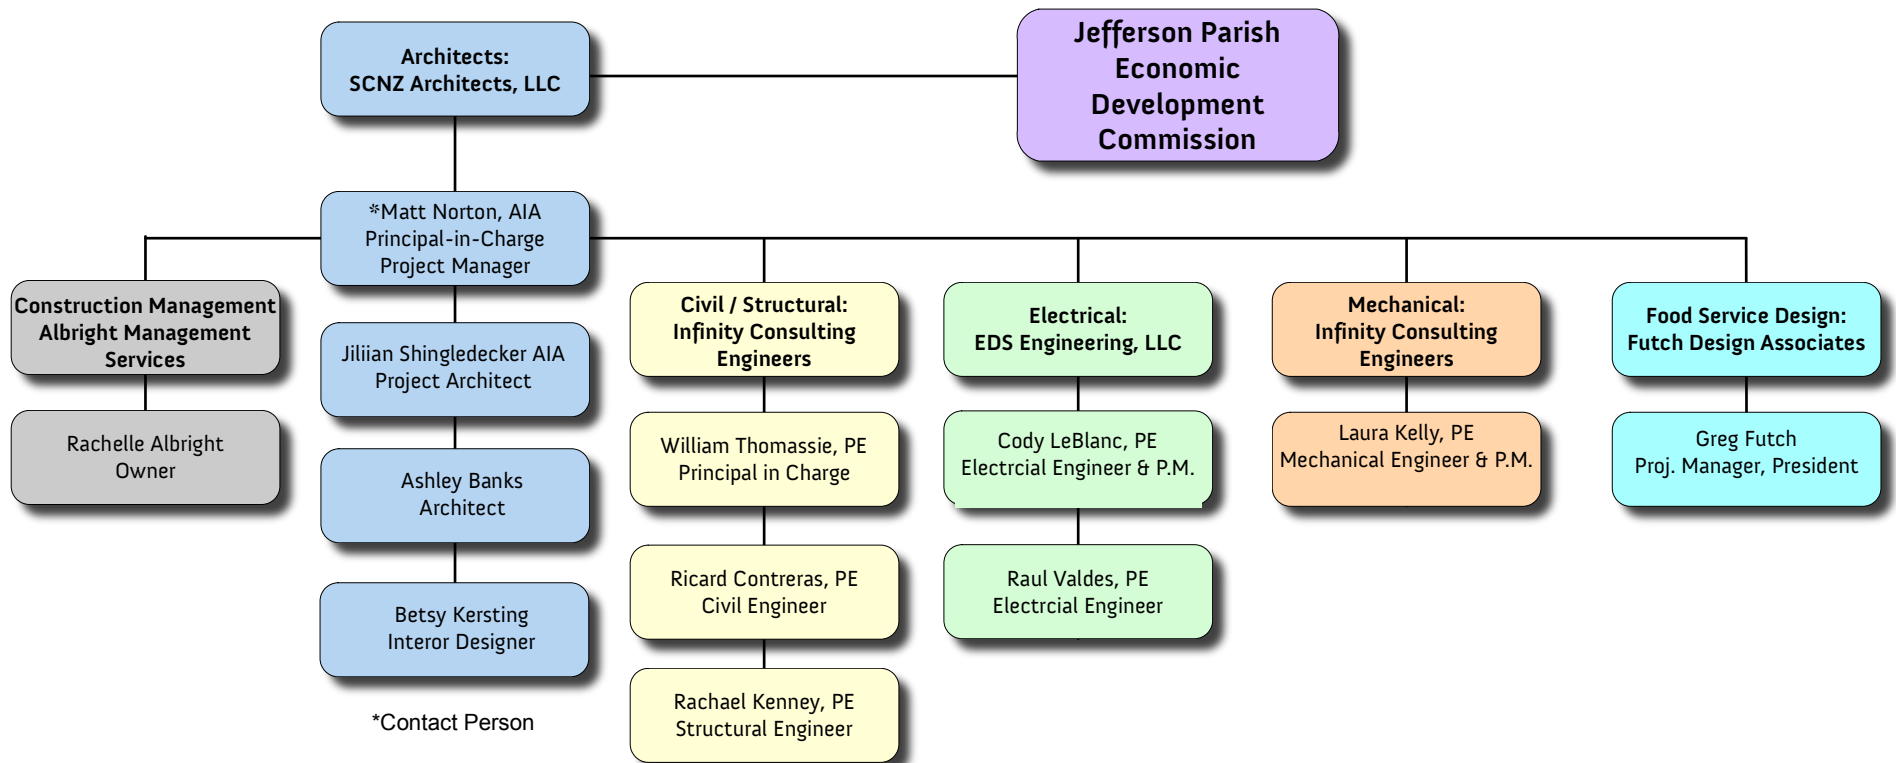 Architects:
SCNZ Architects, LLC
Jefferson Parish
Economic
Development
Commission
*Matt Norton, AIA
Principal-in-Charge
Project Manager
Construction Management
Albright Management
Services
Rachelle Albright
Owner
Jiliian Shingledecker AIA
Project Architect
Ashley Banks
Architect
Betsy Kersting
Interor Designer
*Contact Person
Civil / Structural:
Infinity Consulting
Engineers
William Thomassie, PE
Principal in Charge
Ricard Contreras, PE
Civil Engineer
Rachael Kenney, PE
Structural Engineer
Electrical:
EDS Engineering, LLC
Cody LeBlanc, PE
Electrcial Engineer & P.M.
Raul Valdes, PE
Electrcial Engineer
Mechanical:
Infinity Consulting
Engineers
Laura Kelly, PE
Mechanical Engineer & P.M.
Food Service Design:
Futch Design Associates
Greg Futch
Proj. Manager, President